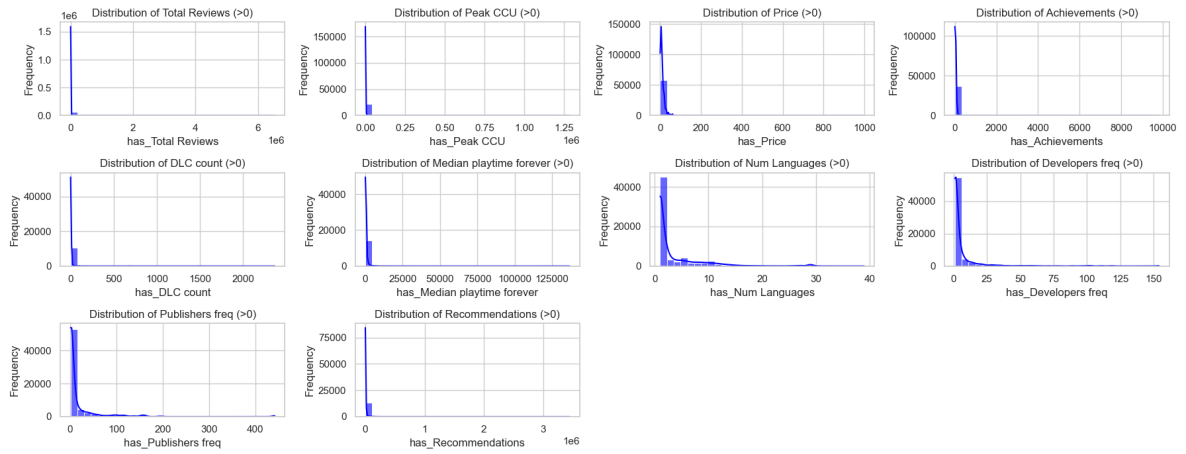 Distribution of Total Reviews (>0)
1e6
1.5
1.0
0.5
0.0
Frequency
0
2
4
6
1e6
has_Total Reviews
Distribution of Peak CCU (>0)
150000
100000
50000
0
Frequency
0.00
0.25
0.50
0.75
1.00
1.25
1e6
has_Peak CCU
Distribution of Price (>0)
150000
100000
50000
0
Frequency
0
200
400
600
800
1000
has_Price
Distribution of Achievements (>0)
100000
50000
0
Frequency
0
2000
4000
6000
8000
10000
has_Achievements
Distribution of DLC count (>0)
40000
20000
0
Frequency
0
500
1000
1500
2000
has_DLC count
Distribution of Median playtime forever (>0)
40000
20000
0
Frequency
0
25000
50000
75000
100000
125000
has_Median playtime forever
Distribution of Num Languages (>0)
40000
20000
0
Frequency
0
10
20
30
40
has_Num Languages
Distribution of Developers freq (>0)
40000
20000
0
Frequency
0
25
50
75
100
125
150
has_Developers freq
Distribution of Publishers freq (>0)
40000
20000
0
Frequency
0
100
200
300
400
has_Publishers freq
Distribution of Recommendations (>0)
75000
50000
25000
0
Frequency
0
1
2
3
1e6
has_Recommendations